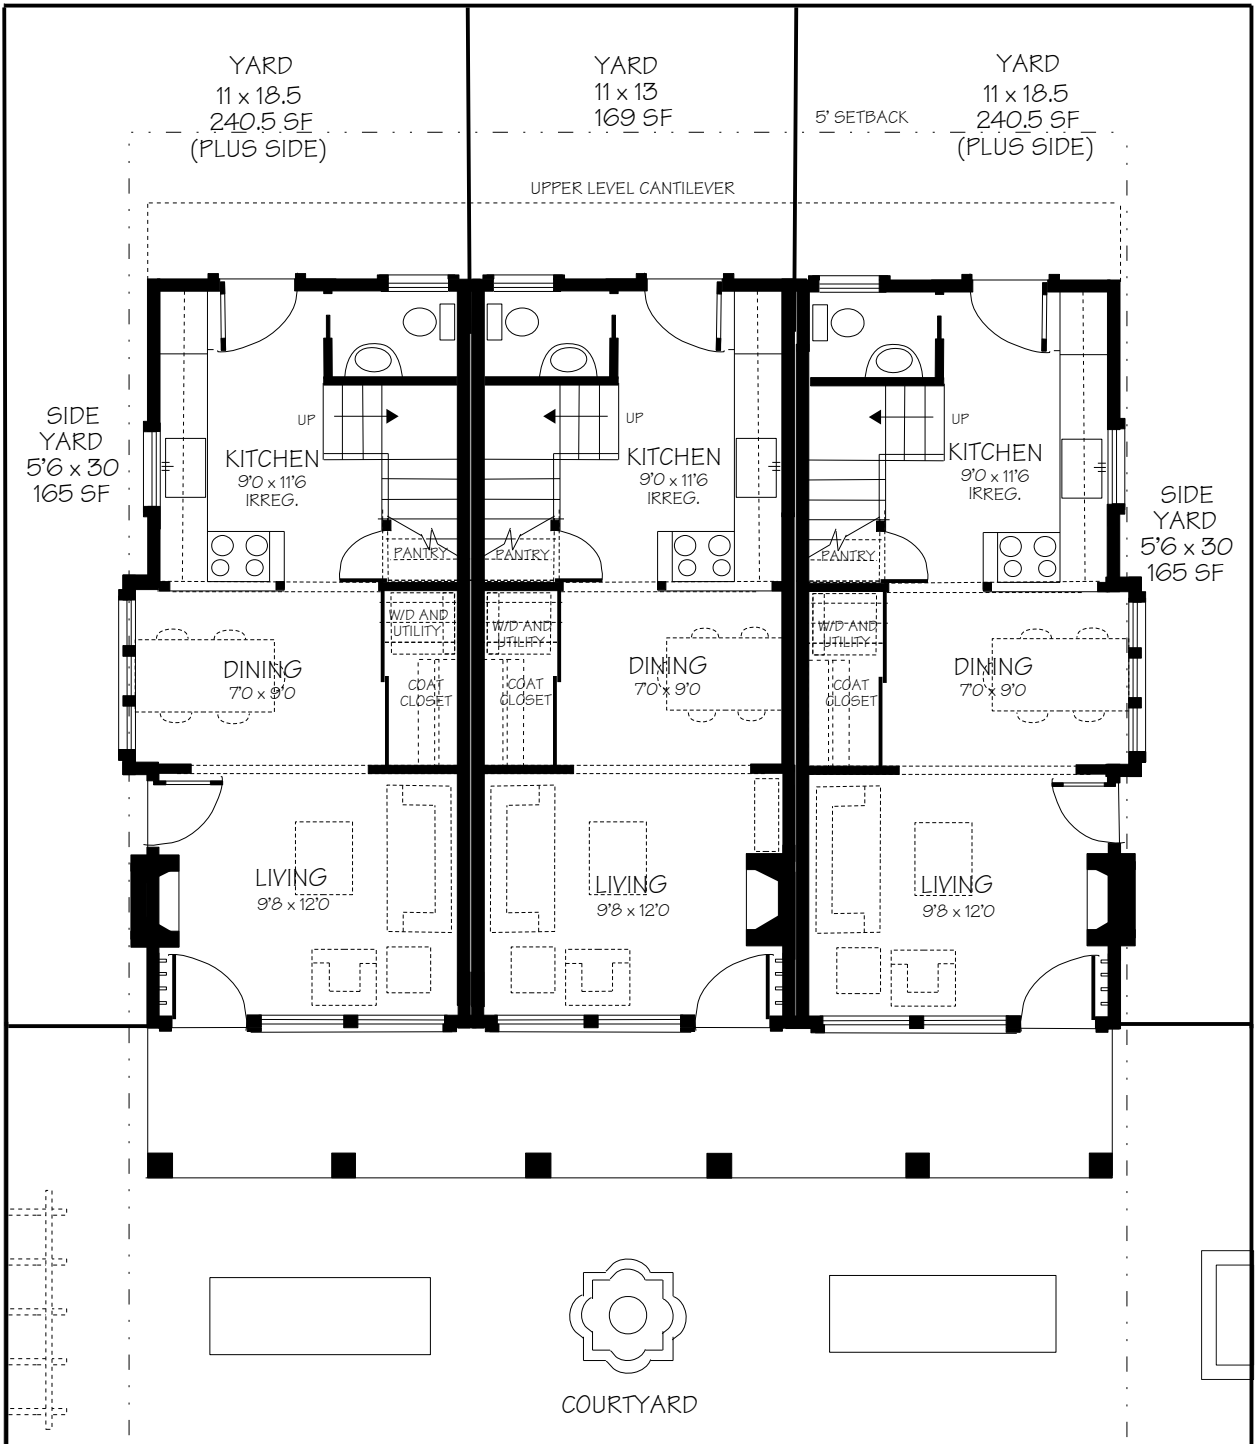 YARD
11 x 18.5
240.5 SF
(PLUS SIDE)
YARD
11 x 13
169 SF
5' SETBACK
YARD
11 x 18.5
240.5 SF
(PLUS SIDE)
UPPER LEVEL CANTILEVER
SIDE
YARD
5'6 x 30
165 SF
UP
KITCHEN
9'0 x 11'6
IRREG.
PANTRY
UP
KITCHEN
9'0 x 11'6
IRREG.
PANTRY
UP
KITCHEN
9'0 x 11'6
IRREG.
PANTRY
SIDE
YARD
5'6 x 30
165 SF
W/D AND
UTILITY
DINING
7'0 x 9'0
COAT
CLOSET
W/D AND
UTILITY
COAT
CLOSET
DINING
7'0 x 9'0
W/D AND
UTILITY
COAT
CLOSET
DINING
7'0 x 9'0
LIVING
9'8 x 12'0
LIVING
9'8 x 12'0
LIVING
9'8 x 12'0
COURTYARD